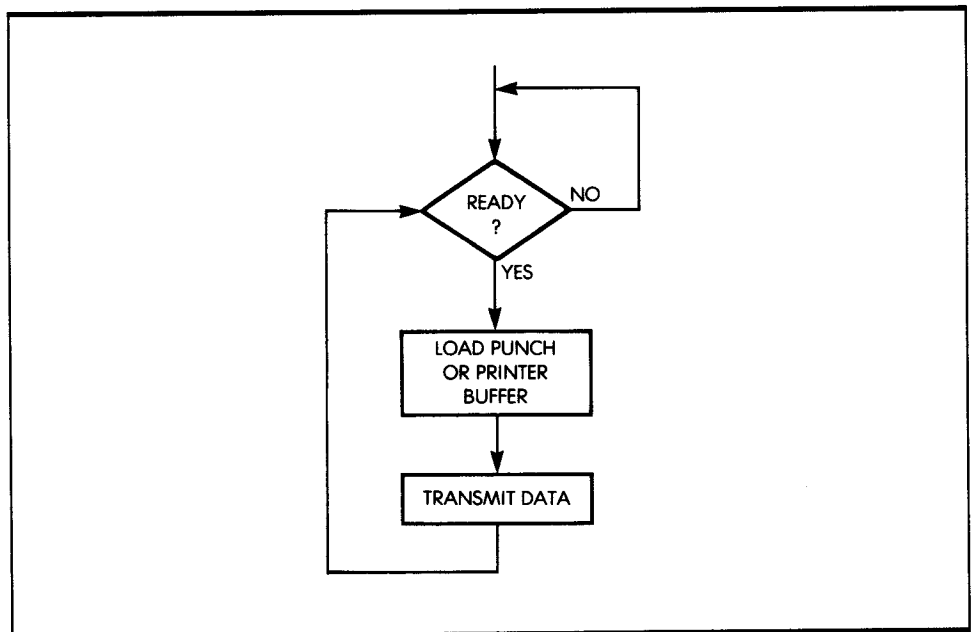 READY
?
NO
YES
LOAD PUNCH
OR PRINTER
BUFFER
TRANSMIT DATA